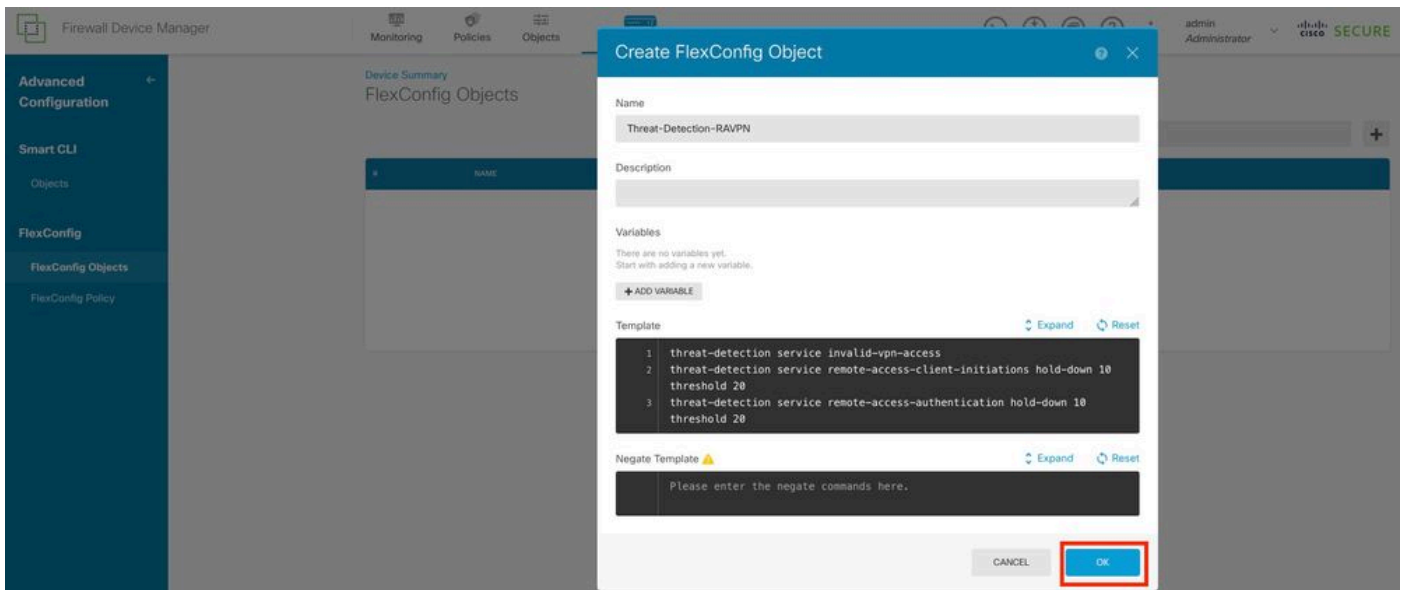 Firewall Device Manager
Monitoring
Policies
Objects
admin
Administrator
cisco SECURE
Advanced
Configuration
Smart CLI
Objects
FlexConfig
FlexConfig Objects
FlexConfig Policy
Device Summary
FlexConfig Objects
#
NAME
Create FlexConfig Object
Name
Threat-Detection-RAVPN
Description
Variables
There are no variables yet.
Start with adding a new variable.
+ ADD VARIABLE
Template
Expand
Reset
1 threat-detection service invalid-vpn-access
2 threat-detection service remote-access-client-initiations hold-down 10
threshold 20
3 threat-detection service remote-access-authentication hold-down 10
threshold 20
Negate Template
Expand
Reset
Please enter the negate commands here.
CANCEL
OK